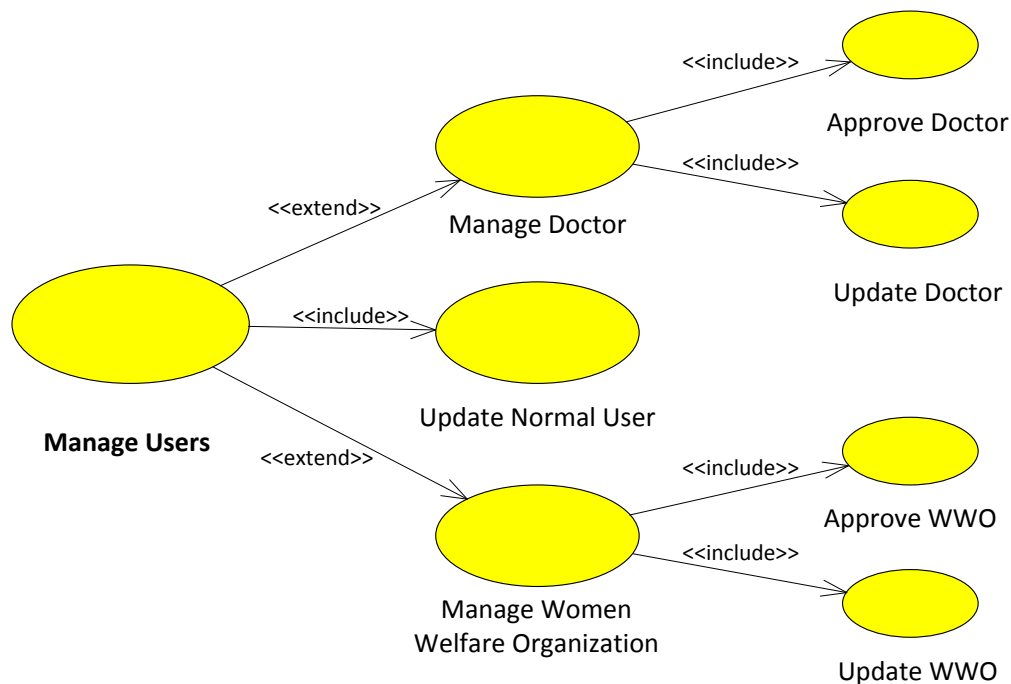 <<include>>
Approve Doctor
<<include>>
<<extend>>
Manage Doctor
Update Doctor
<<include>>
Update Normal User
Manage Users
<<extend>>
<<include>>
Approve WWO
<<include>>
Manage Women
Welfare Organization
Update WWO